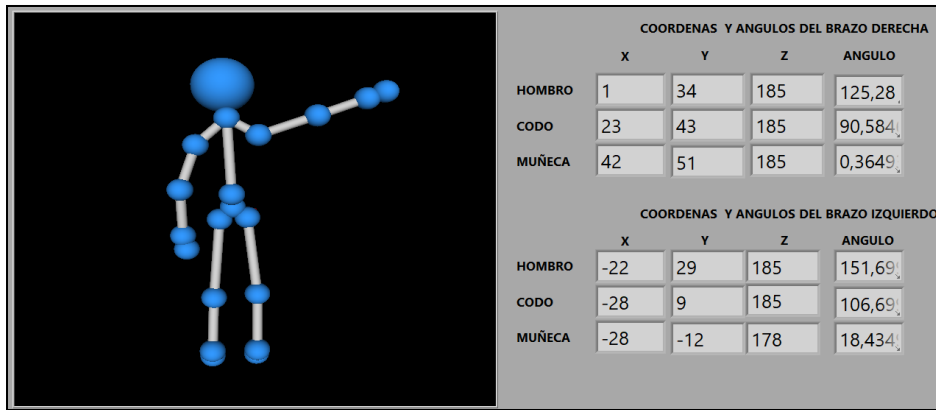 COORDENAS Y ANGULOS DEL BRAZO DERECHA
X Y Z ANGULO
HOMBRO 1 34 185 125,28
CODO 23 43 185 90,584
MUÑECA 42 51 185 0,3649
COORDENAS Y ANGULOS DEL BRAZO IZQUIERDO
X Y Z ANGULO
HOMBRO -22 29 185 151,69
CODO -28 9 185 106,69
MUÑECA -28 -12 178 18,434